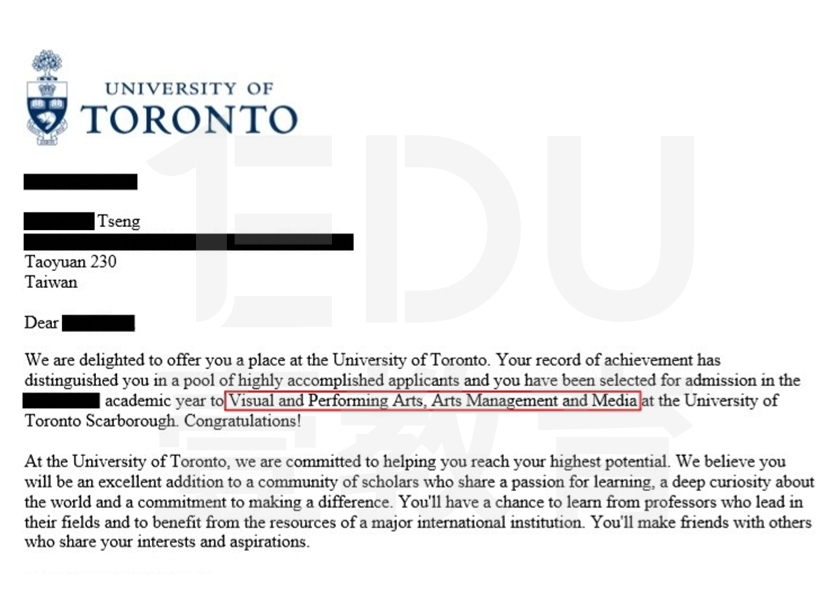 UNIVERSITY OF
TORONTO
Tseng
Taoyuan 230
Taiwan
Dear
We are delighted to offer you a place at the University of Toronto. Your record of achievement has
distinguished you in a pool of highly accomplished applicants and you have been selected for admission in the
academic year to Visual and Performing Arts, Arts Management and Media at the University of
Toronto Scarborough. Congratulations!
At the University of Toronto, we are committed to helping you reach your highest potential. We believe you
will be an excellent addition to a community of scholars who share a passion for learning, a deep curiosity about
the world and a commitment to making a difference. You'll have a chance to learn from professors who lead in
their fields and to benefit from the resources of a major international institution. You'll make friends with others
who share your interests and aspirations.
1EDU
壹教育